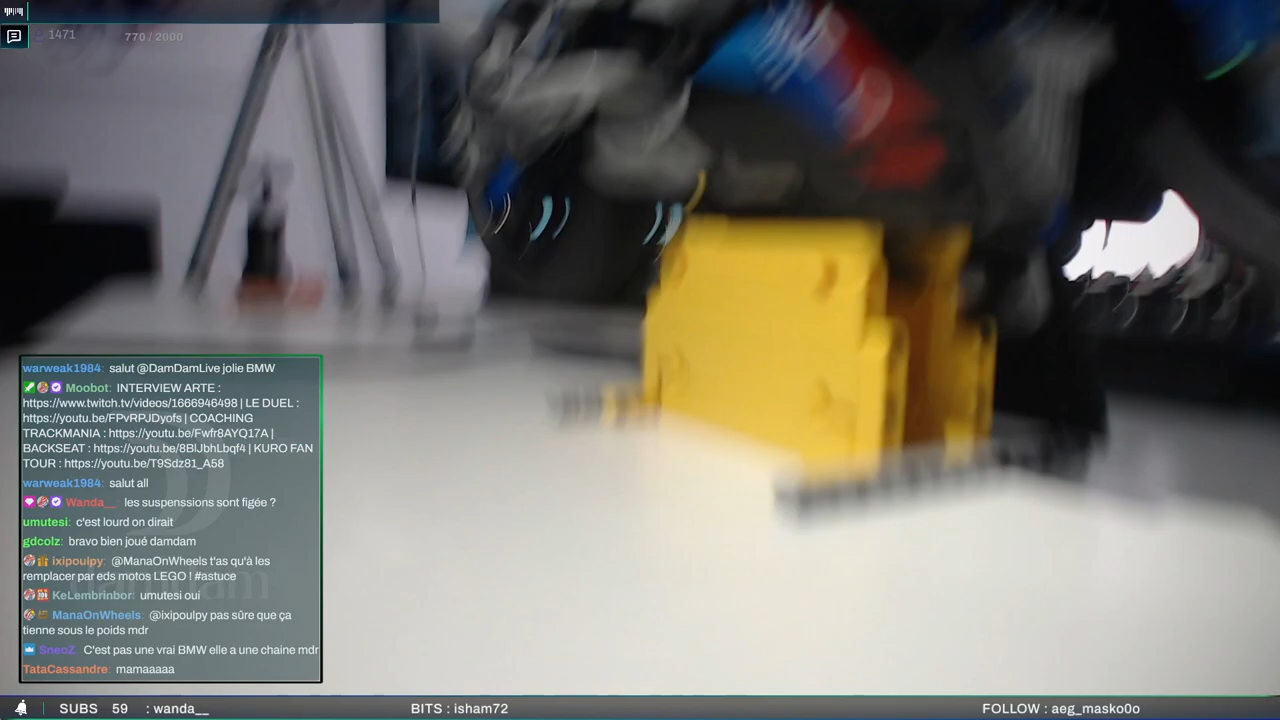 1471
770 / 2000
warweak1984: salut @DamDamLive jolie BMW
Moobot: INTERVIEW ARTE :
https://www.twitch.tv/videos/1666946498 | LE DUEL :
https://youtu.be/FPvRPJDyofs | COACHING
TRACKMANIA : https://youtu.be/Fwfr8AYQ17A |
BACKSEAT : https://youtu.be/8BlJbhLbqf4 | KURO FAN
TOUR : https://youtu.be/T9Sdz81_A58
warweak1984: salut all
Wanda__ les suspenssions sont figée ?
umutesi: c'est lourd on dirait
gdcolz: bravo bien joué damdam
ixipoulpy: @ManaOnWheels t'as qu'à les
remplacer par eds motos LEGO ! #astuce
KeLembrinbor: umutesi oui
ManaOnWheels: @ixipoulpy pas sûre que ça
tienne sous le poids mdr
SneoZ: C'est pas une vrai BMW elle a une chaine mdr
TataCassandre: mamaaaaa
SUBS 59 : wanda__
BITS : isham72
FOLLOW : aeg_masko0o